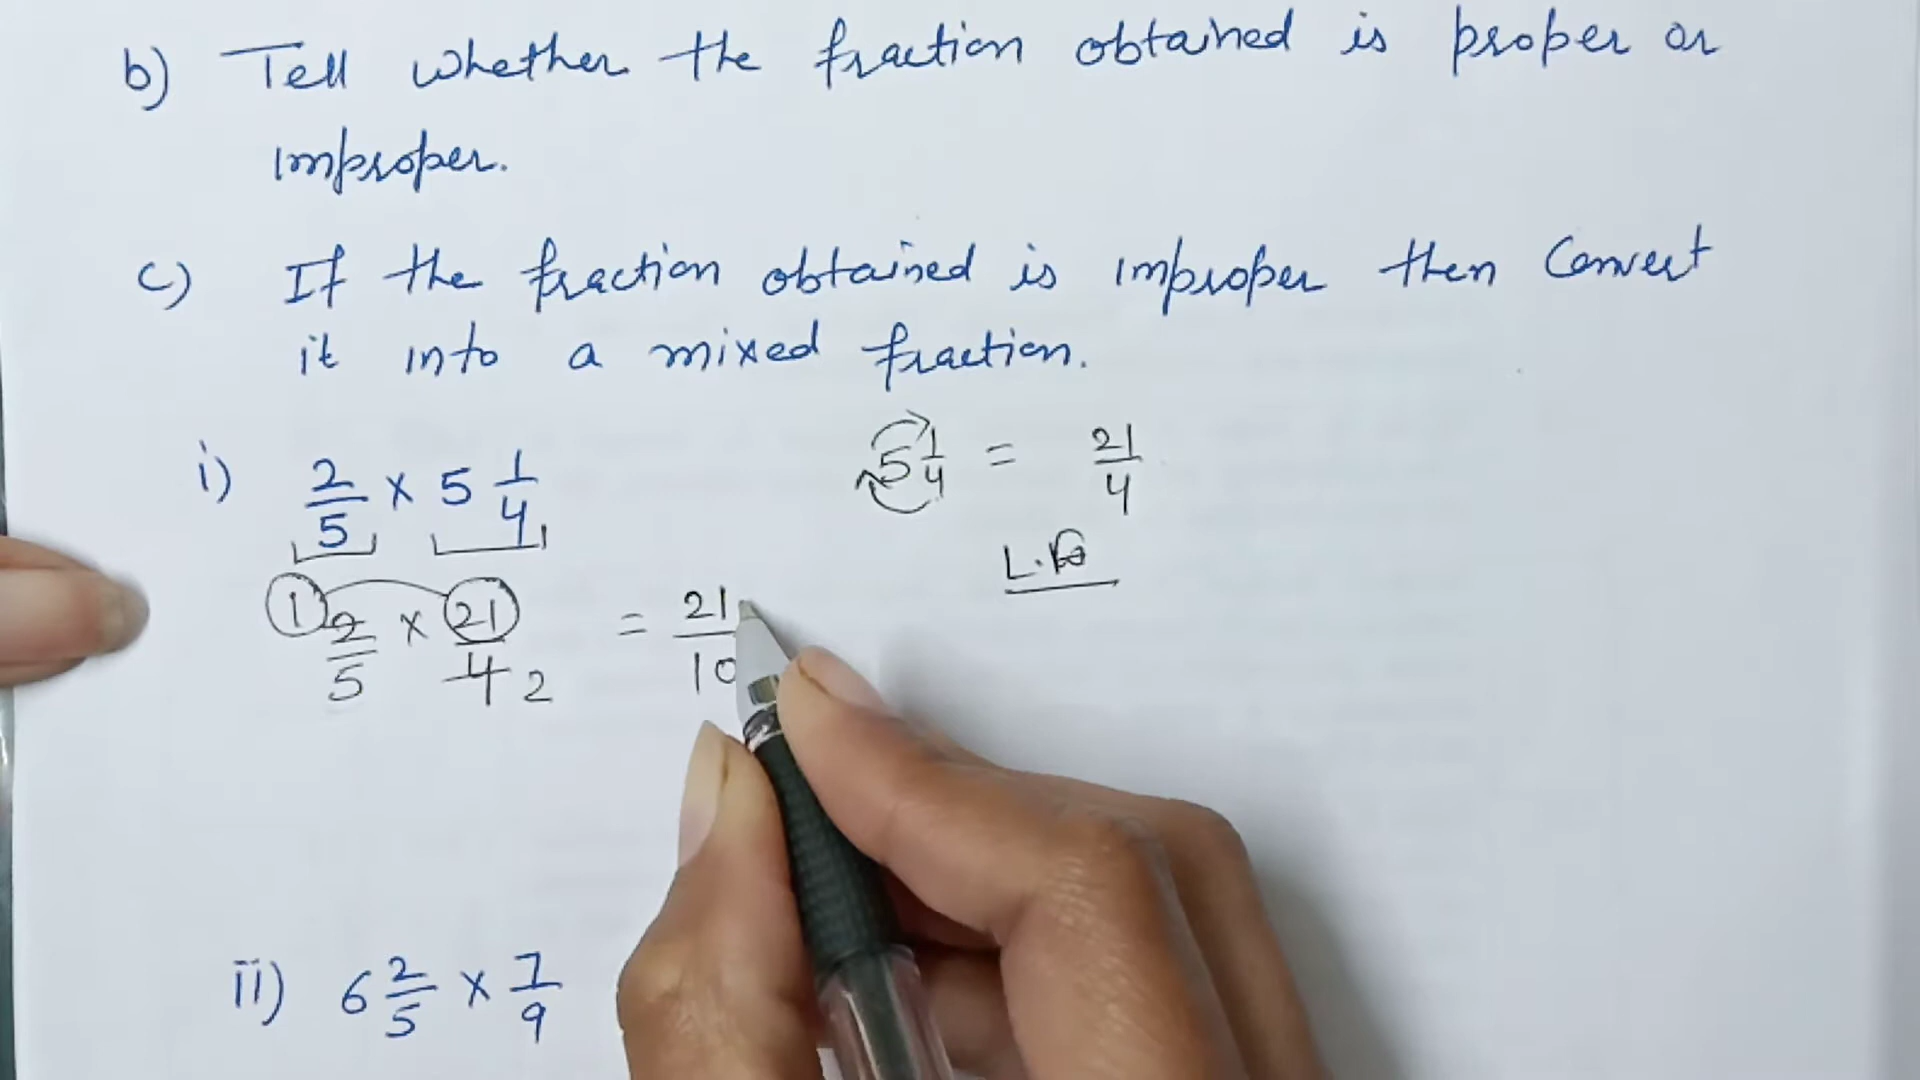 b) Tell whether the fraction obtained is proper or
improper.
c) If the fraction obtained is improper then convert
it into a mixed fraction.
i) 2/5 × 5 1/4
5 1/4 = 21/4
1 2/5 × 21/4 2 = 21/10
ii) 6 2/5 × 7/9